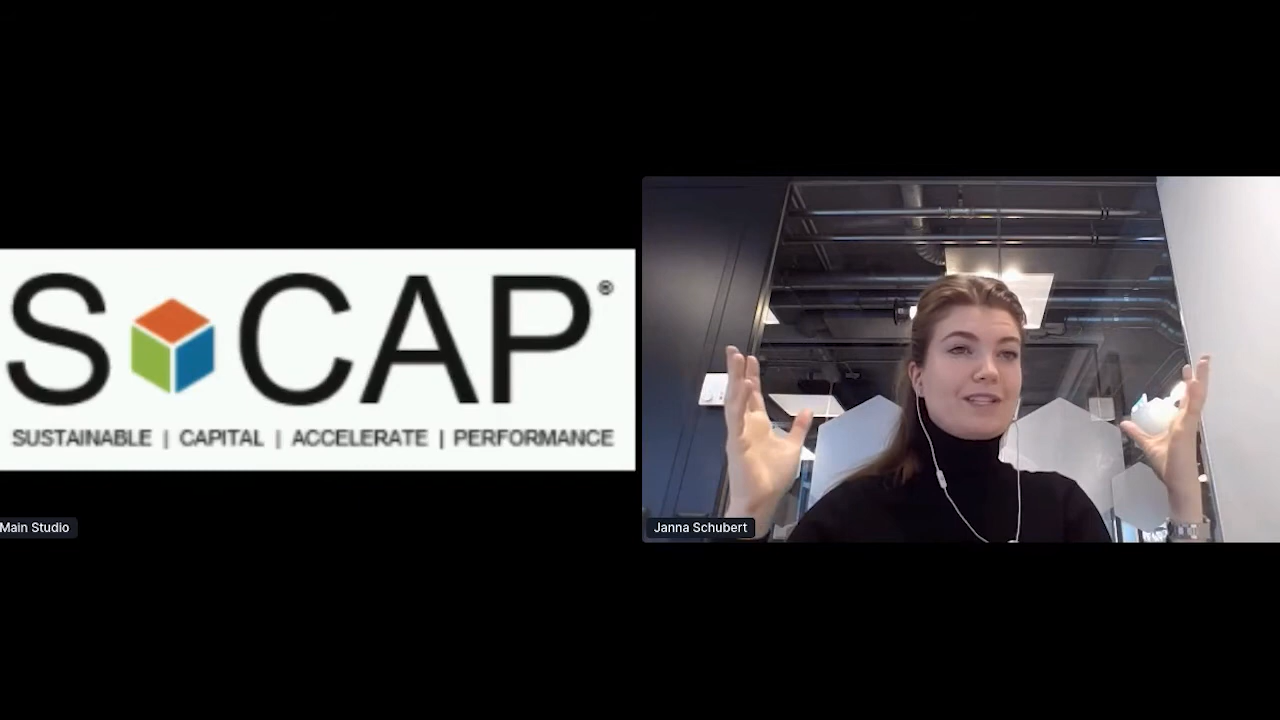 S CAP®
SUSTAINABLE | CAPITAL | ACCELERATE | PERFORMANCE
Main Studio
Janna Schubert